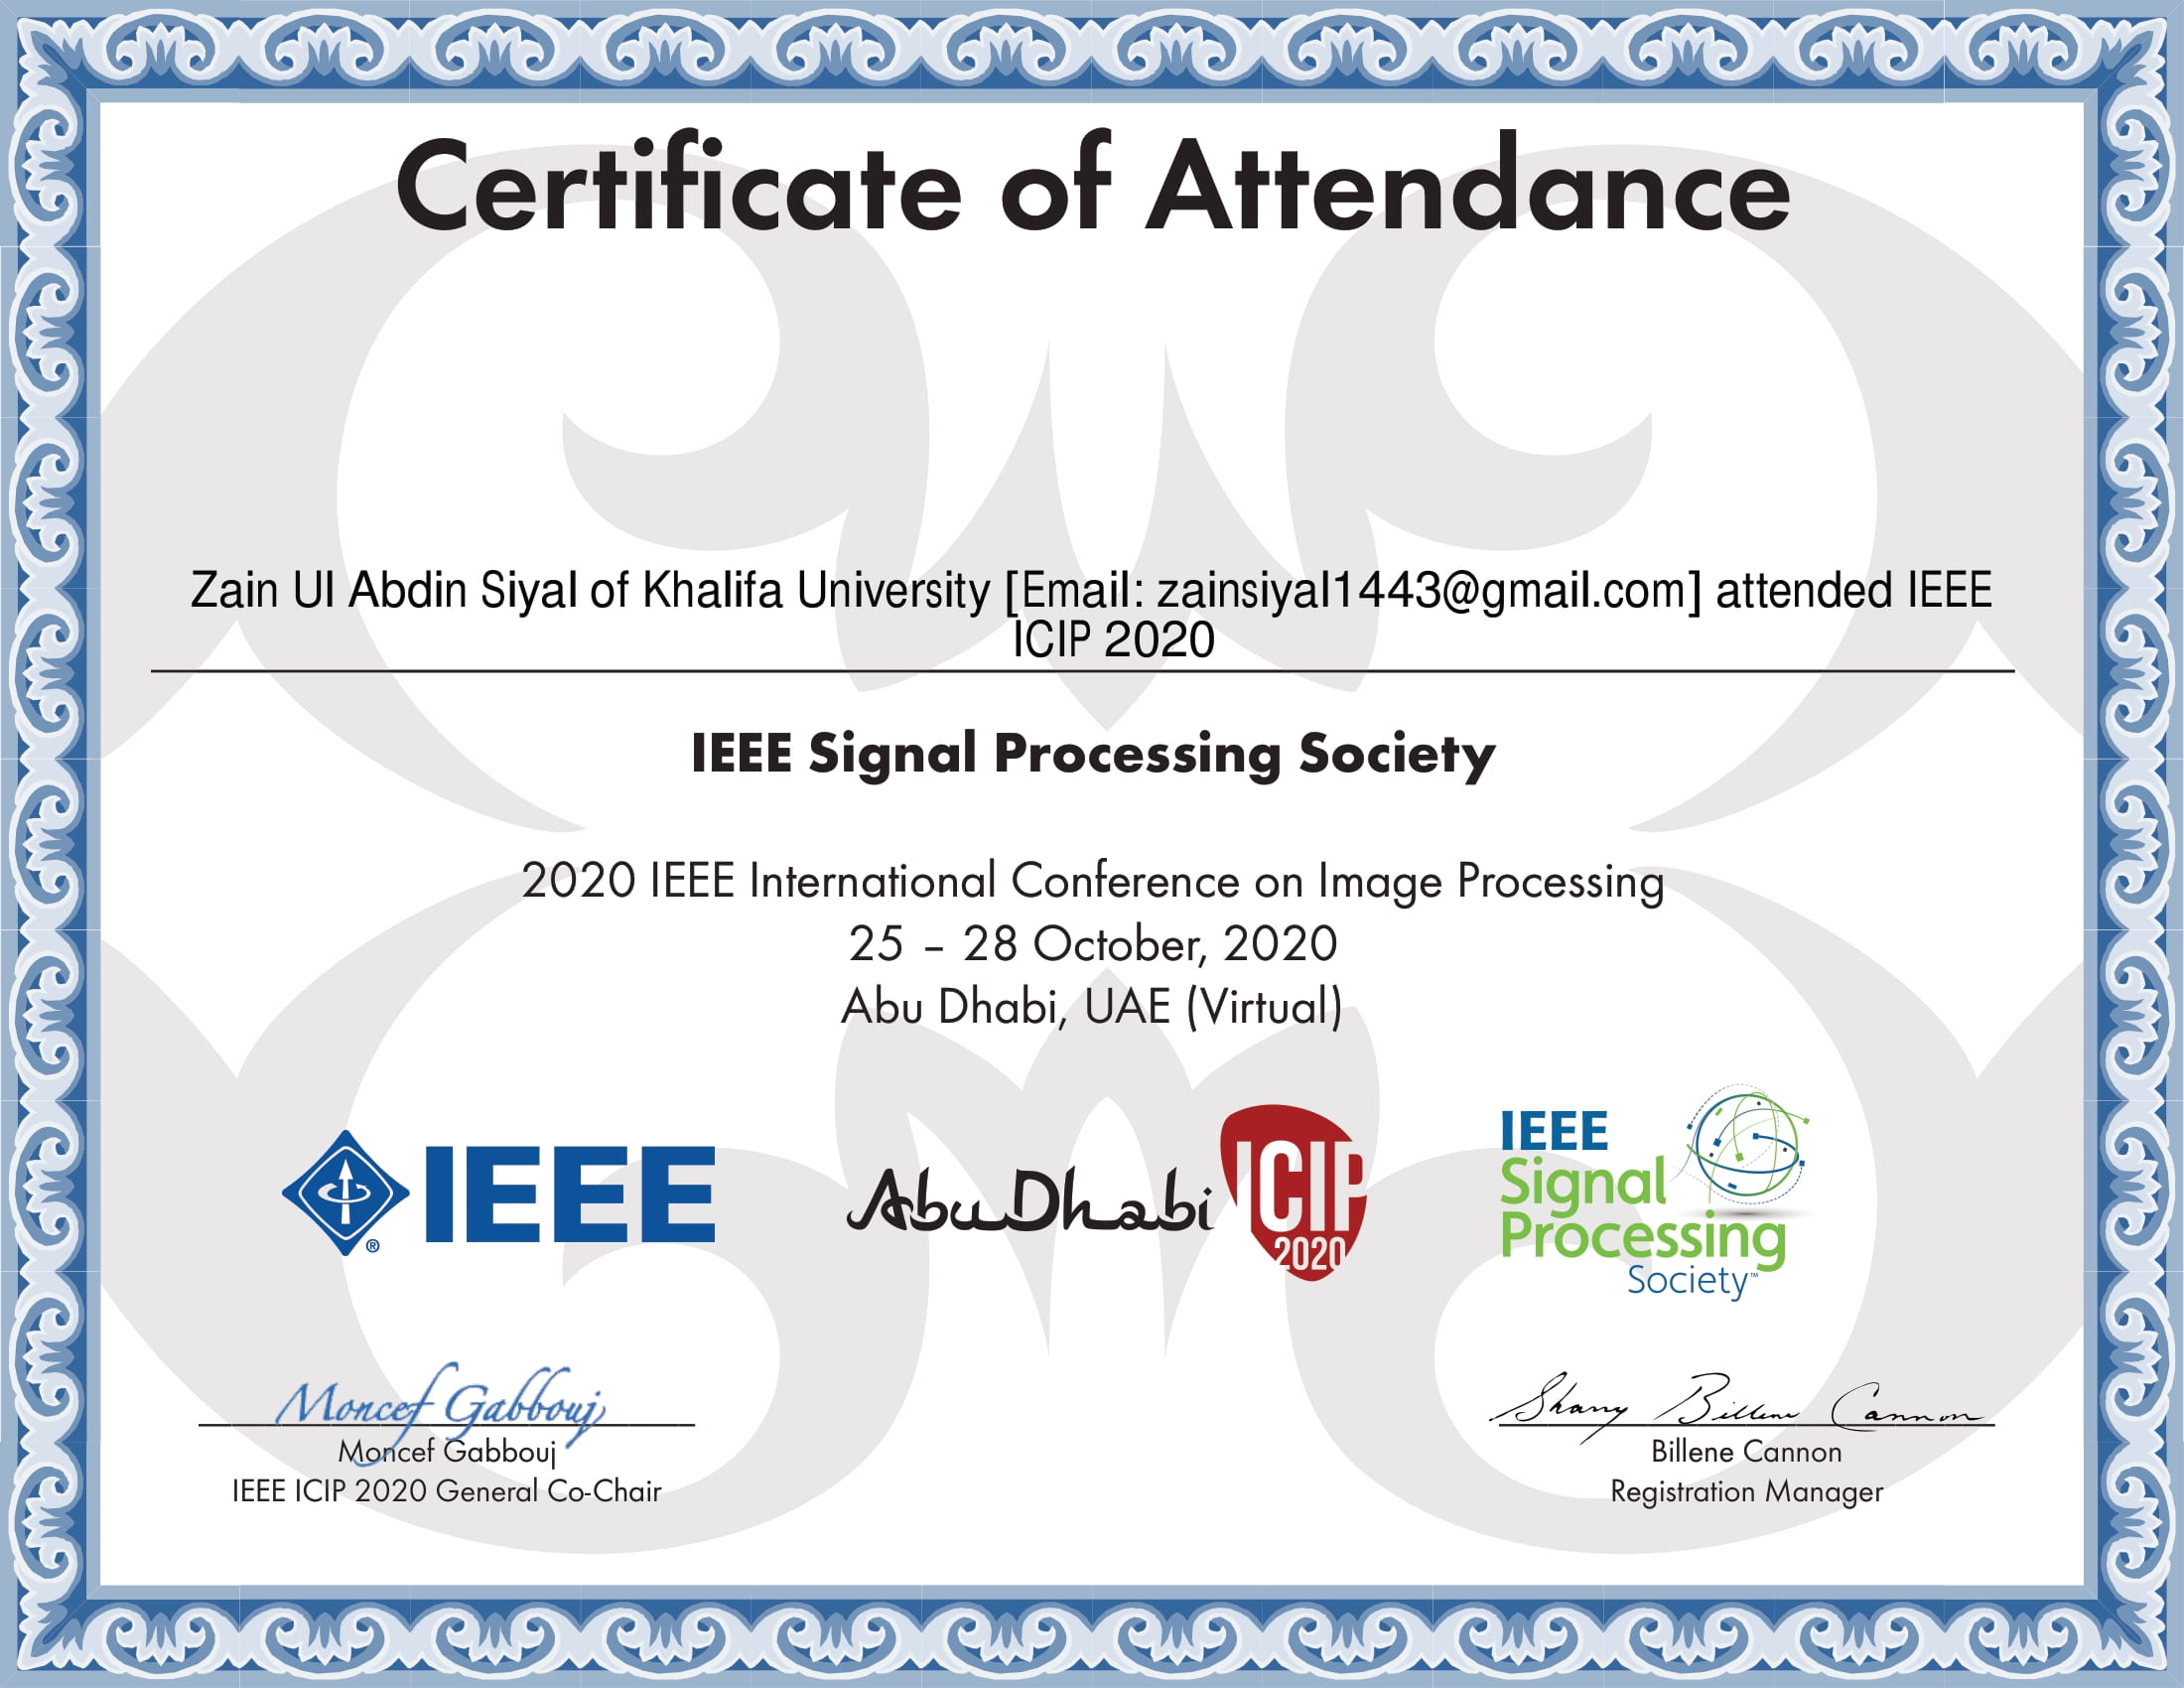 Certificate of Attendance
Zain Ul Abdin Siyal of Khalifa University [Email: zainsiyal1443@gmail.com] attended IEEE
ICIP 2020
IEEE Signal Processing Society
2020 IEEE International Conference on Image Processing
25 – 28 October, 2020
Abu Dhabi, UAE (Virtual)
IEEE
®
AbuDhabi
ICIP
2020
IEEE
Signal
Processing
Society™
Moncef Gabbouj
Moncef Gabbouj
IEEE ICIP 2020 General Co-Chair
Shary Billene Cannon
Billene Cannon
Registration Manager